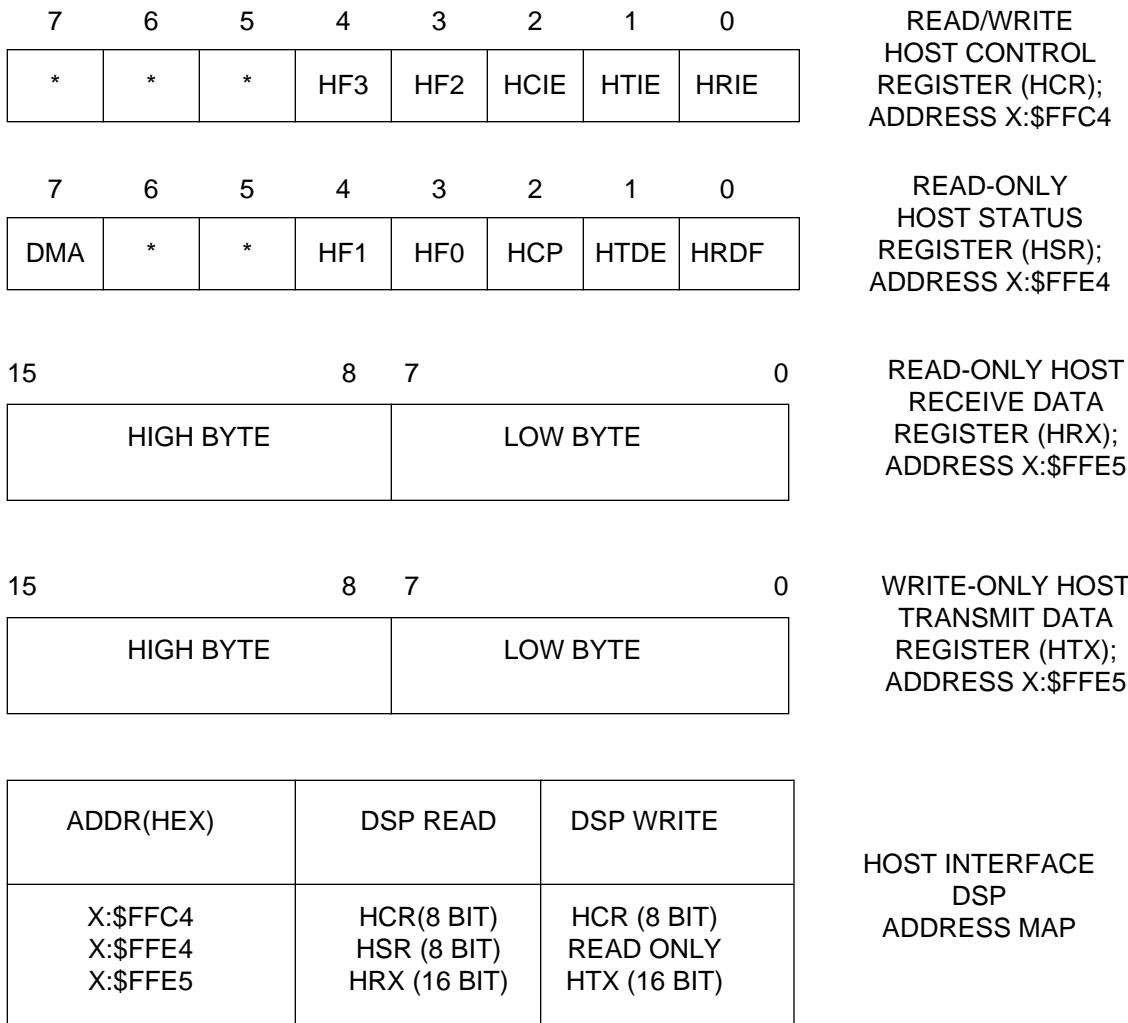 7 6 5 4 3 2 1 0
* * * HF3 HF2 HCIE HTIE HRIE
READ/WRITE
HOST CONTROL
REGISTER (HCR);
ADDRESS X:$FFC4
7 6 5 4 3 2 1 0
DMA * * HF1 HF0 HCP HTDE HRDF
READ-ONLY
HOST STATUS
REGISTER (HSR);
ADDRESS X:$FFE4
15 8 7 0
HIGH BYTE LOW BYTE
READ-ONLY HOST
RECEIVE DATA
REGISTER (HRX);
ADDRESS X:$FFE5
15 8 7 0
HIGH BYTE LOW BYTE
WRITE-ONLY HOST
TRANSMIT DATA
REGISTER (HTX);
ADDRESS X:$FFE5
ADDR(HEX) DSP READ DSP WRITE
X:$FFC4 HCR(8 BIT) HCR (8 BIT)
X:$FFE4 HSR (8 BIT) READ ONLY
X:$FFE5 HRX (16 BIT) HTX (16 BIT)
HOST INTERFACE
DSP
ADDRESS MAP